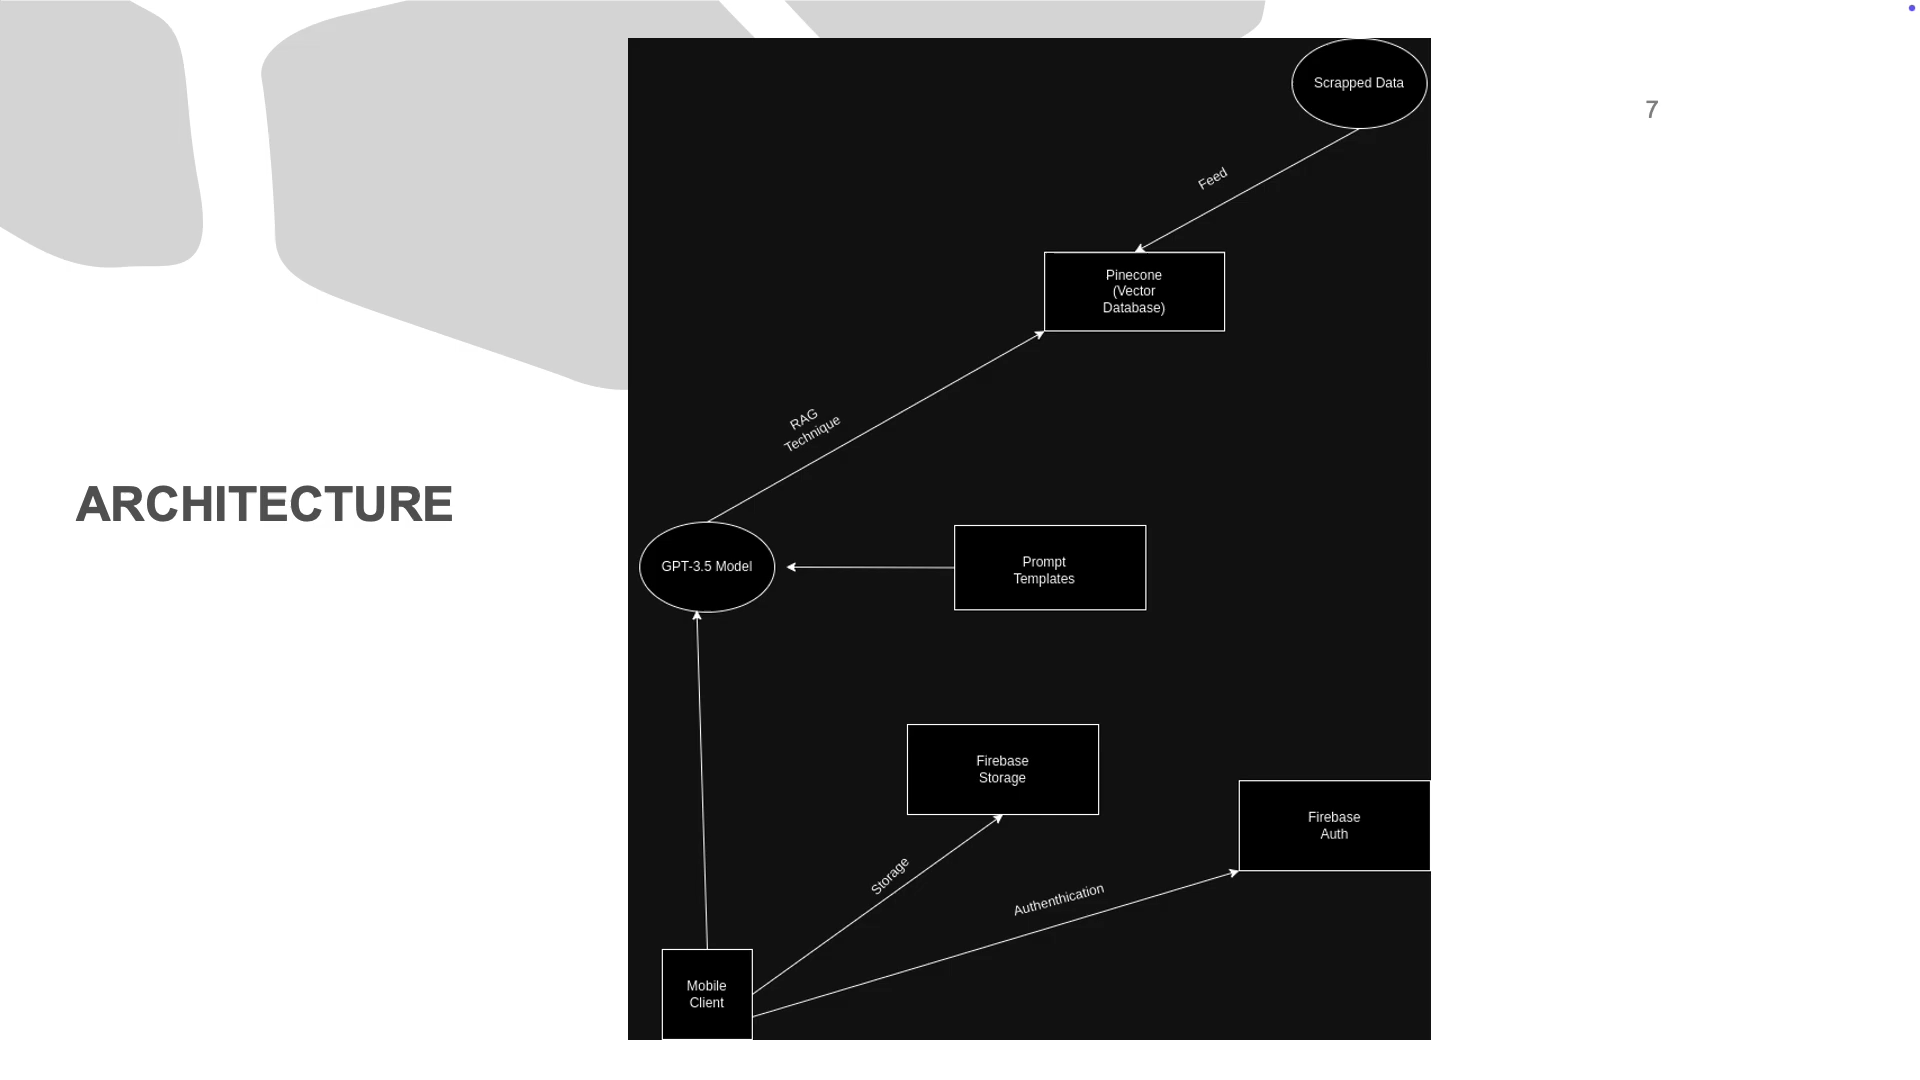 7
ARCHITECTURE
Scrapped Data
Feed
Pinecone
(Vector
Database)
RAG
Technique
GPT-3.5 Model
Prompt
Templates
Firebase
Storage
Firebase
Auth
Storage
Authenthication
Mobile
Client